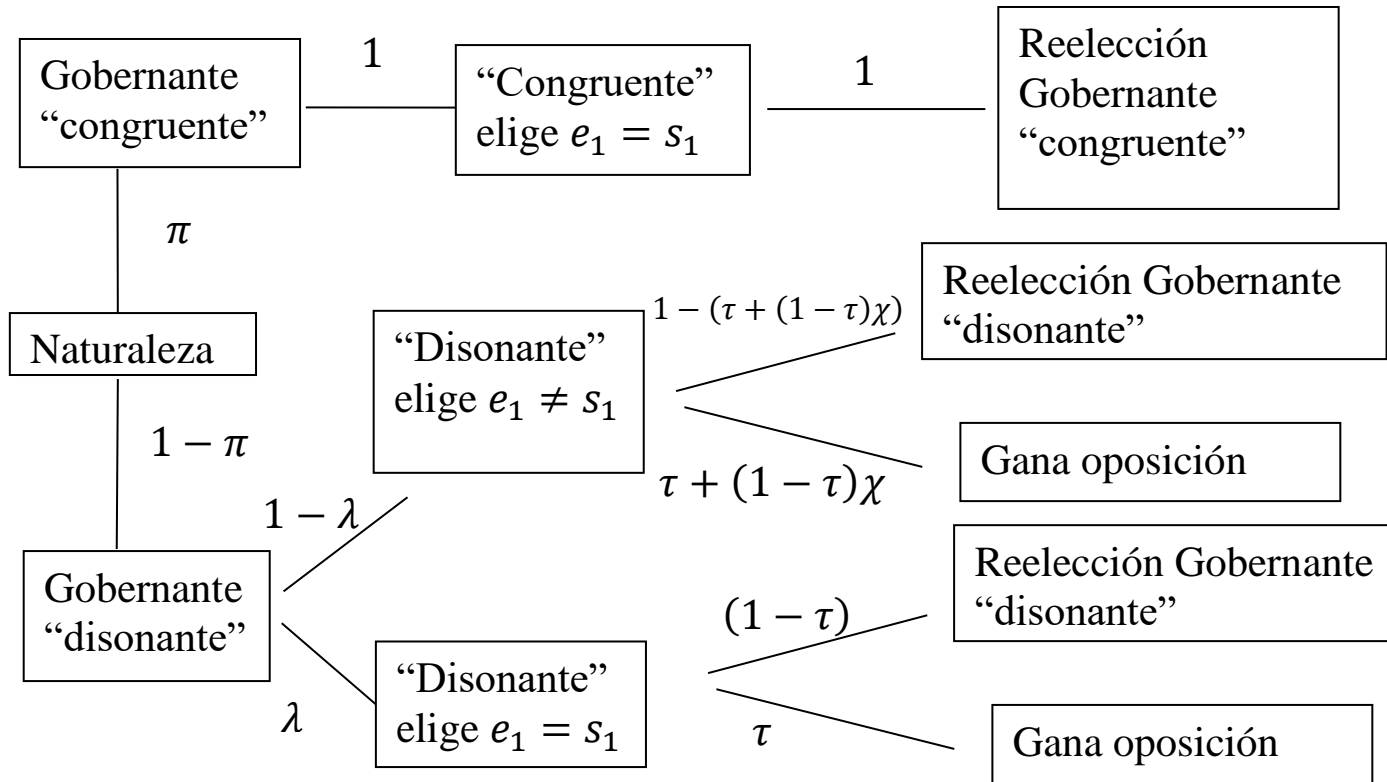 Gobernante
“congruente”
1
“Congruente”
elige e₁ = s₁
1
Reelección
Gobernante
“congruente”
π
Naturaleza
1 − π
“Disonante”
elige e₁ ≠ s₁
1 − (τ + (1 − τ)χ)
Reelección Gobernante
“disonante”
τ + (1 − τ)χ
Gana oposición
Gobernante
“disonante”
1 − λ
λ
“Disonante”
elige e₁ = s₁
(1 − τ)
Reelección Gobernante
“disonante”
τ
Gana oposición